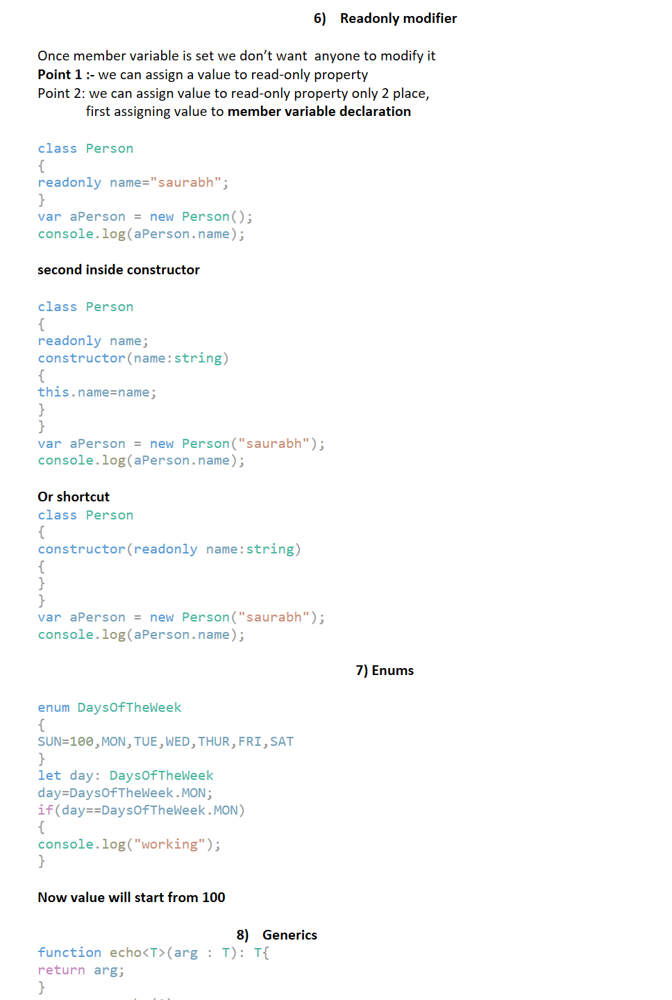 6) Readonly modifier
Once member variable is set we don’t want anyone to modify it
Point 1 :- we can assign a value to read-only property
Point 2: we can assign value to read-only property only 2 place,
first assigning value to member variable declaration
class Person
{
readonly name="saurabh";
}
var aPerson = new Person();
console.log(aPerson.name);
second inside constructor
class Person
{
readonly name;
constructor(name:string)
{
this.name=name;
}
}
var aPerson = new Person("saurabh");
console.log(aPerson.name);
Or shortcut
class Person
{
constructor(readonly name:string)
{
}
}
var aPerson = new Person("saurabh");
console.log(aPerson.name);
7) Enums
enum DaysOfTheWeek
{
SUN=100,MON,TUE,WED,THUR,FRI,SAT
}
let day: DaysOfTheWeek
day=DaysOfTheWeek.MON;
if(day==DaysOfTheWeek.MON)
{
console.log("working");
}
Now value will start from 100
8) Generics
function echo<T>(arg : T): T{
return arg;
}